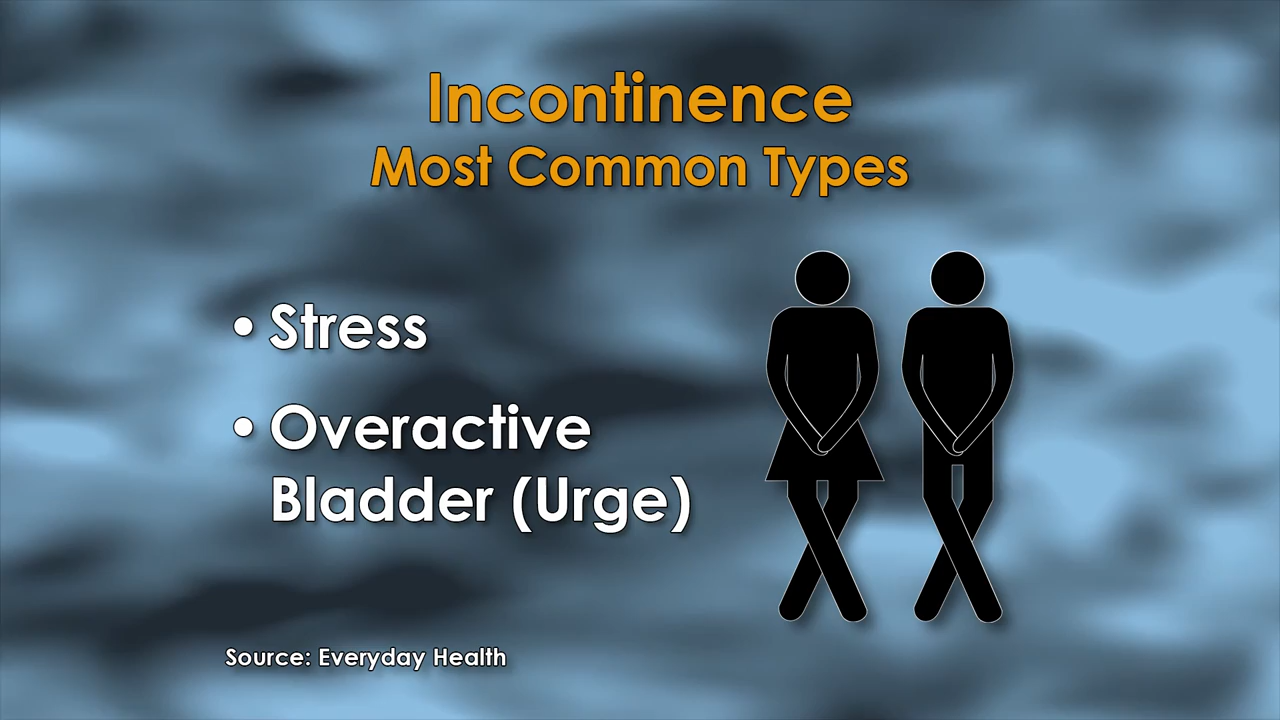 Incontinence
Most Common Types
• Stress
• Overactive
Bladder (Urge)
Source: Everyday Health